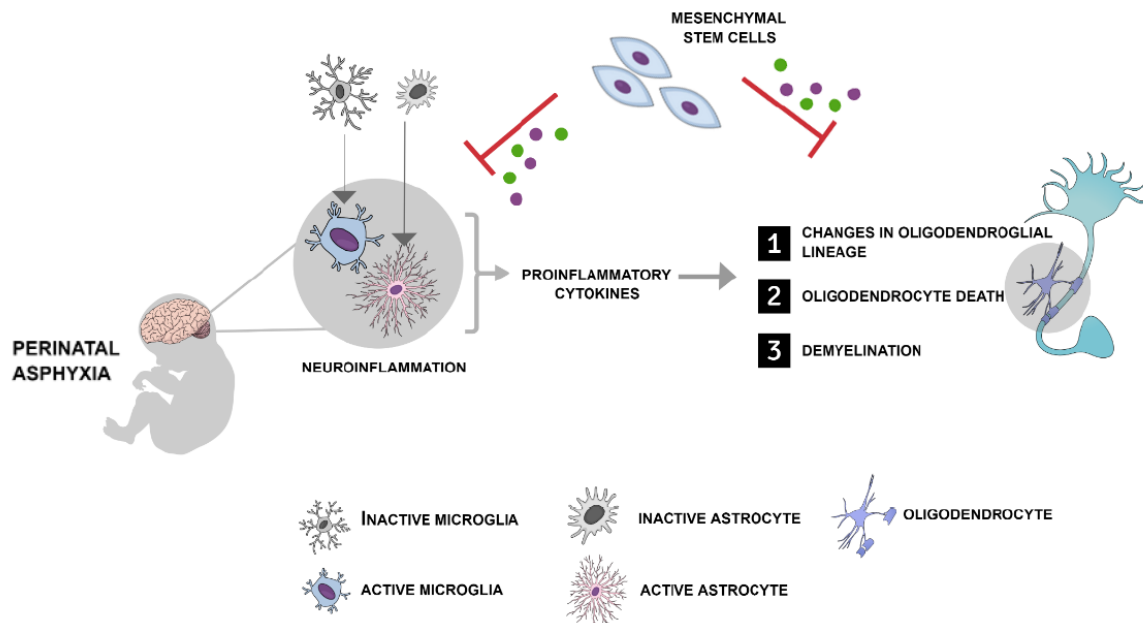 MESENCHYMAL
STEM CELLS
1 CHANGES IN OLIGODENDROGLIAL
LINEAGE
PROINFLAMMATORY
CYTOKINES
2 OLIGODENDROCYTE DEATH
3 DEMYELINATION
PERINATAL
ASPHYXIA
NEUROINFLAMMATION
INACTIVE MICROGLIA
INACTIVE ASTROCYTE
OLIGODENDROCYTE
ACTIVE MICROGLIA
ACTIVE ASTROCYTE